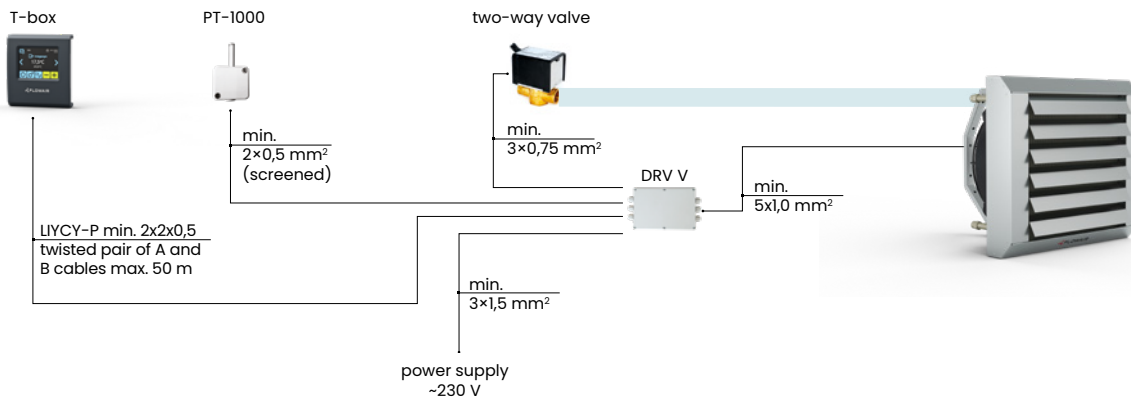 T-box
PT-1000
two-way valve
FLOWAIR
min.
2×0,5 mm²
(screened)
min.
3×0,75 mm²
DRV V
min.
5x1,0 mm²
LIYCY-P min. 2x2x0,5
twisted pair of A and
B cables max. 50 m
min.
3×1,5 mm²
power supply
~230 V
FLOWAIR